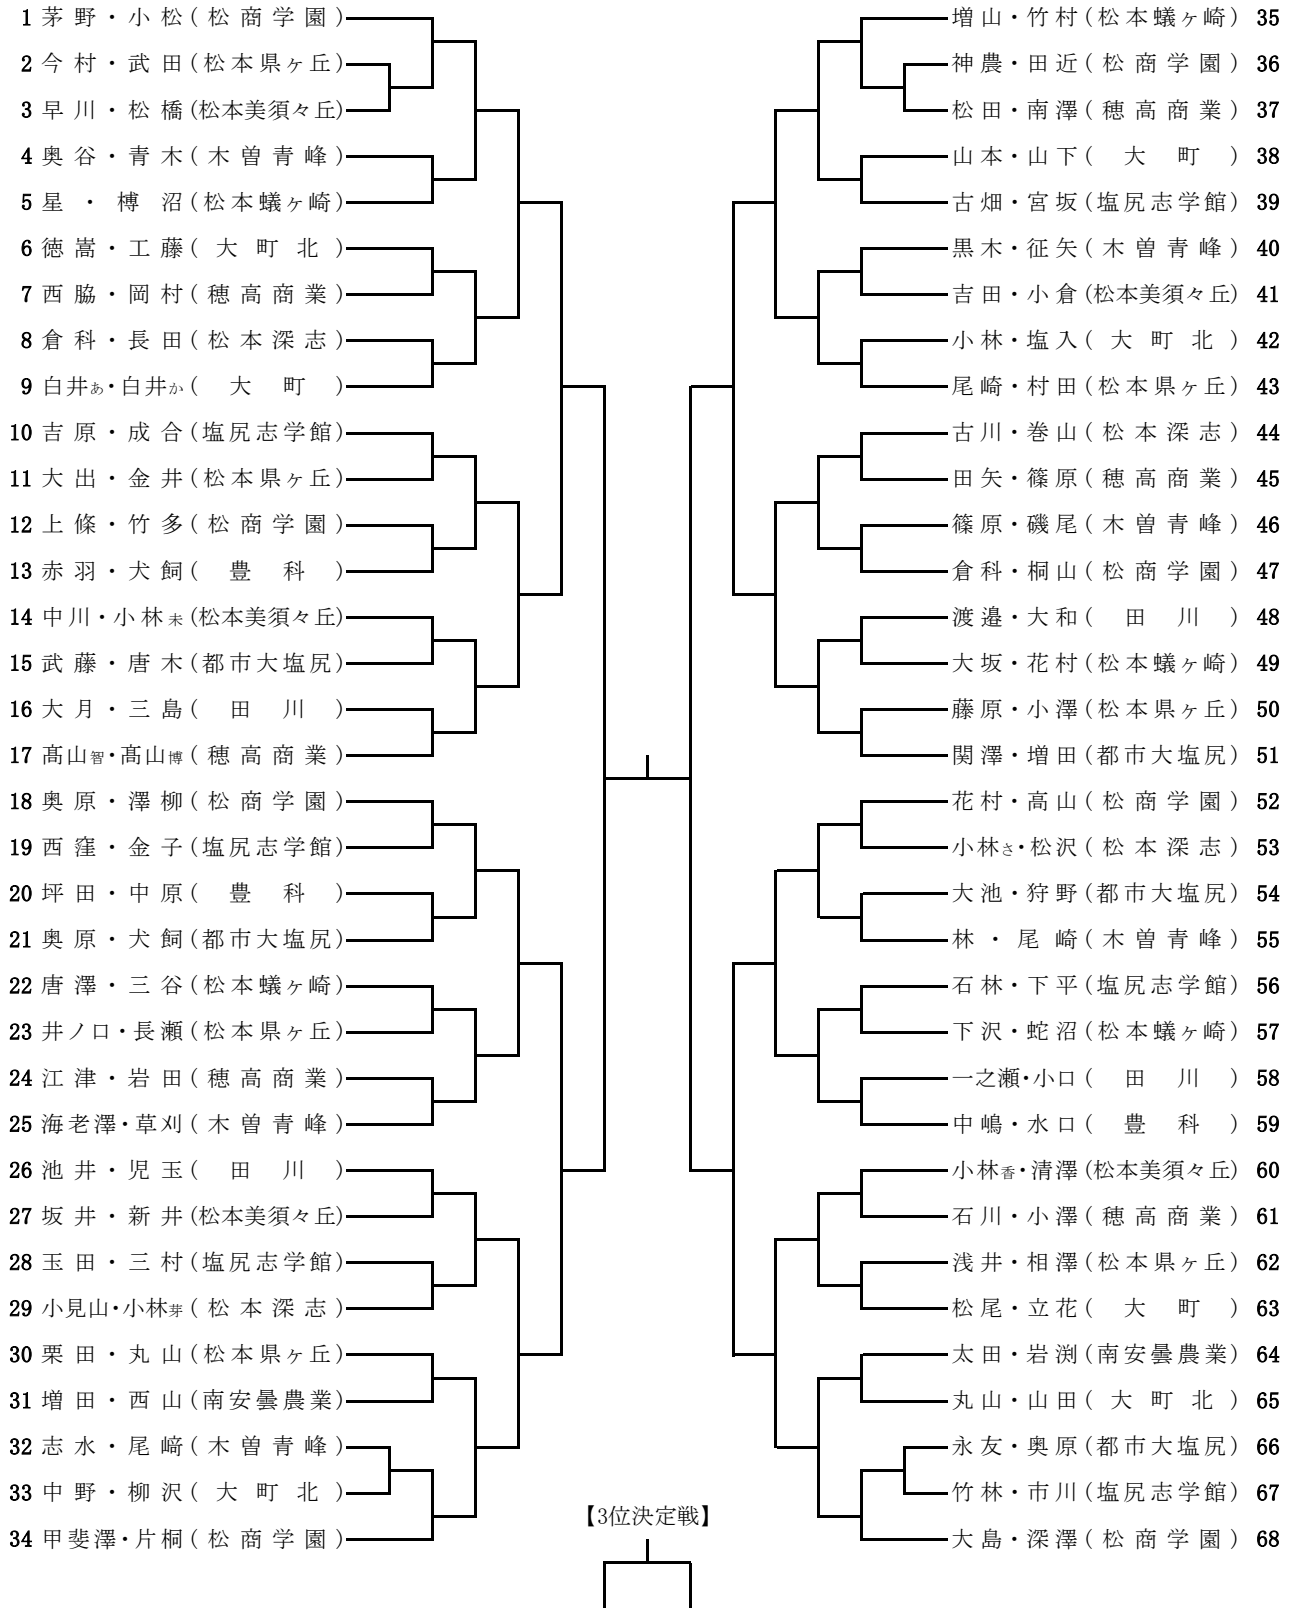 1 茅野・小松(松商学園)
2 今村・武田(松本県ヶ丘)
3 早川・松橋(松本美須々丘)
4 奥谷・青木(木曽青峰)
5 星・榑沼(松本蟻ヶ崎)
6 徳嵩・工藤(大町北)
7 西脇・岡村(穂高商業)
8 倉科・長田(松本深志)
9 白井ぁ・白井か(大町)
10 吉原・成合(塩尻志学館)
11 大出・金井(松本県ヶ丘)
12 上條・竹多(松商学園)
13 赤羽・犬飼(豊科)
14 中川・小林未(松本美須々丘)
15 武藤・唐木(都市大塩尻)
16 大月・三島(田川)
17 髙山智・髙山博(穂高商業)
18 奥原・澤柳(松商学園)
19 西窪・金子(塩尻志学館)
20 坪田・中原(豊科)
21 奥原・犬飼(都市大塩尻)
22 唐澤・三谷(松本蟻ヶ崎)
23 井ノ口・長瀬(松本県ヶ丘)
24 江津・岩田(穂高商業)
25 海老澤・草刈(木曽青峰)
26 池井・児玉(田川)
27 坂井・新井(松本美須々丘)
28 玉田・三村(塩尻志学館)
29 小見山・小林芽(松本深志)
30 栗田・丸山(松本県ヶ丘)
31 増田・西山(南安曇農業)
32 志水・尾﨑(木曽青峰)
33 中野・柳沢(大町北)
34 甲斐澤・片桐(松商学園)
増山・竹村(松本蟻ヶ崎) 35
神農・田近(松商学園) 36
松田・南澤(穂高商業) 37
山本・山下(大町) 38
古畑・宮坂(塩尻志学館) 39
黒木・征矢(木曽青峰) 40
吉田・小倉(松本美須々丘) 41
小林・塩入(大町北) 42
尾崎・村田(松本県ヶ丘) 43
古川・巻山(松本深志) 44
田矢・篠原(穂高商業) 45
篠原・磯尾(木曽青峰) 46
倉科・桐山(松商学園) 47
渡邉・大和(田川) 48
大坂・花村(松本蟻ヶ崎) 49
藤原・小澤(松本県ヶ丘) 50
関澤・増田(都市大塩尻) 51
花村・高山(松商学園) 52
小林さ・松沢(松本深志) 53
大池・狩野(都市大塩尻) 54
林・尾崎(木曽青峰) 55
石林・下平(塩尻志学館) 56
下沢・蛇沼(松本蟻ヶ崎) 57
一之瀬・小口(田川) 58
中嶋・水口(豊科) 59
小林香・清澤(松本美須々丘) 60
石川・小澤(穂高商業) 61
浅井・相澤(松本県ヶ丘) 62
松尾・立花(大町) 63
太田・岩渕(南安曇農業) 64
丸山・山田(大町北) 65
永友・奥原(都市大塩尻) 66
竹林・市川(塩尻志学館) 67
大島・深澤(松商学園) 68
【3位決定戦】